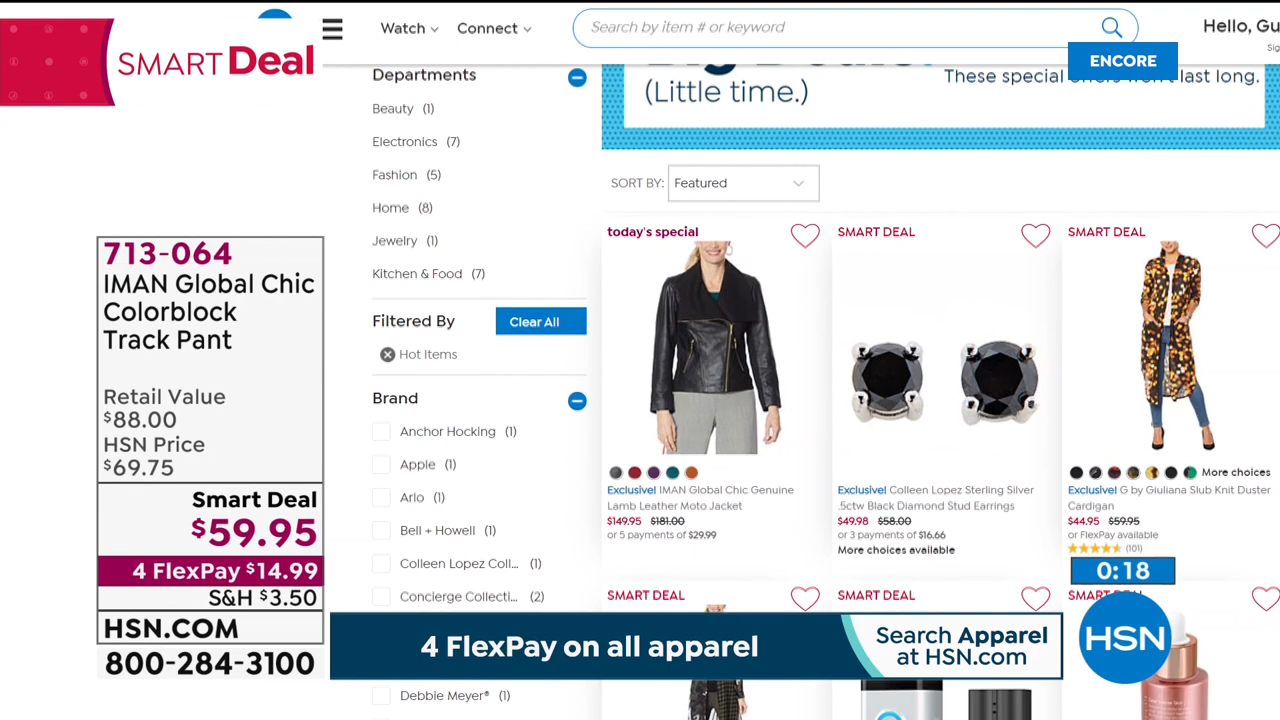 SMART Deal
Watch
Connect
Search by item # or keyword
Hello, Gu
Sig
ENCORE
Departments
Beauty (1)
Electronics (7)
Fashion (5)
Home (8)
Jewelry (1)
Kitchen & Food (7)
Filtered By
Clear All
Hot Items
Brand
Anchor Hocking (1)
Apple (1)
Arlo (1)
Bell + Howell (1)
Colleen Lopez Coll... (1)
Concierge Collecti... (2)
Debbie Meyer® (1)
(Little time.)
These special offers won't last long.
SORT BY: Featured
today's special
Exclusive! IMAN Global Chic Genuine
Lamb Leather Moto Jacket
$149.95 $181.00
or 5 payments of $29.99
SMART DEAL
Exclusive! Colleen Lopez Sterling Silver
.5ctw Black Diamond Stud Earrings
$49.98 $58.00
or 3 payments of $16.66
More choices available
SMART DEAL
More choices
Exclusive! G by Giuliana Slub Knit Duster
Cardigan
$44.95 $59.95
or FlexPay available
(101)
0:18
SMART DEAL
SMART DEAL
SMART DEAL
713-064
IMAN Global Chic
Colorblock
Track Pant
Retail Value
$88.00
HSN Price
$69.75
Smart Deal
$59.95
4 FlexPay $14.99
S&H $3.50
HSN.COM
800-284-3100
4 FlexPay on all apparel
Search Apparel
at HSN.com
HSN